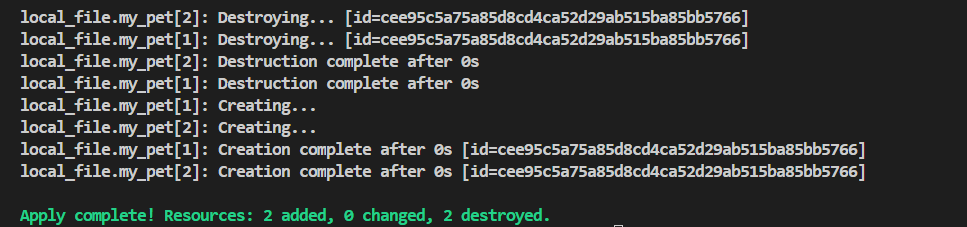 local_file.my_pet[2]: Destroying... [id=cee95c5a75a85d8cd4ca52d29ab515ba85bb5766]
local_file.my_pet[1]: Destroying... [id=cee95c5a75a85d8cd4ca52d29ab515ba85bb5766]
local_file.my_pet[2]: Destruction complete after 0s
local_file.my_pet[1]: Destruction complete after 0s
local_file.my_pet[1]: Creating...
local_file.my_pet[2]: Creating...
local_file.my_pet[1]: Creation complete after 0s [id=cee95c5a75a85d8cd4ca52d29ab515ba85bb5766]
local_file.my_pet[2]: Creation complete after 0s [id=cee95c5a75a85d8cd4ca52d29ab515ba85bb5766]
Apply complete! Resources: 2 added, 0 changed, 2 destroyed.